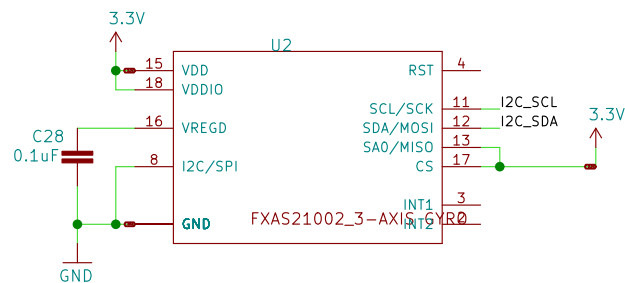 3.3V
U2
15 VDD
RST 4
18 VDDIO
3.3V
SCL/SCK 11 I2C_SCL
C28
0.1uF
16 VREGD
SDA/MOSI 12 I2C_SDA
SA0/MISO 13
8 I2C/SPI
CS 17
INT1 3
GND
FXAS21002_3-AXIS_GYRO
INT2 2
GND